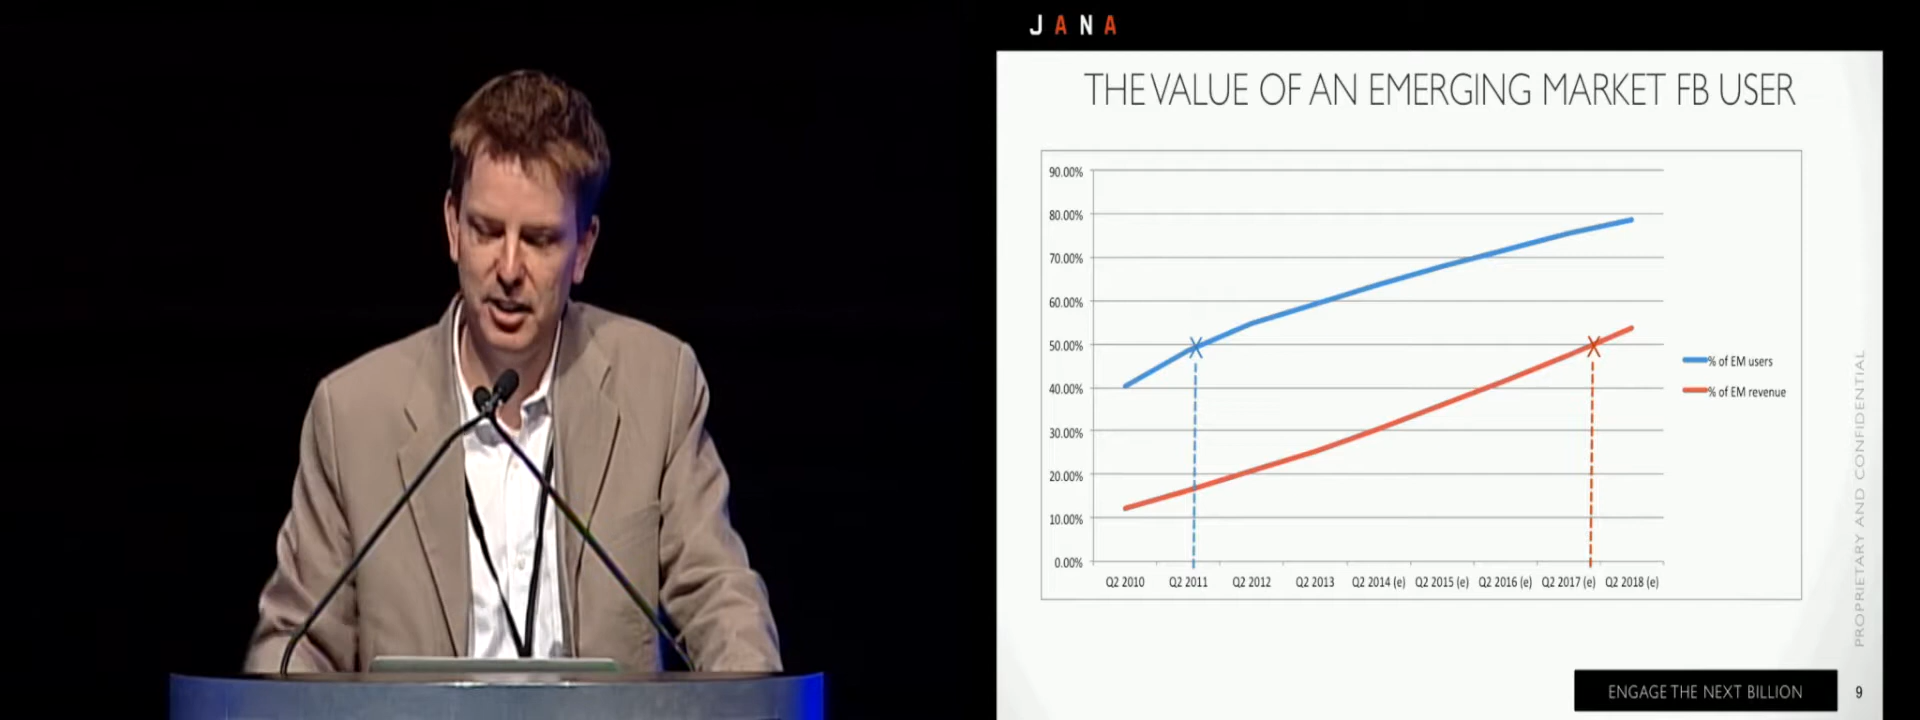 JANA
THE VALUE OF AN EMERGING MARKET FB USER
90.00%
80.00%
70.00%
60.00%
50.00%
40.00%
30.00%
20.00%
10.00%
0.00%
Q2 2010 Q2 2011 Q2 2012 Q2 2013 Q2 2014 (e) Q2 2015 (e) Q2 2016 (e) Q2 2017 (e) Q2 2018 (e)
% of EM users
% of EM revenue
PROPRIETARY AND CONFIDENTIAL
ENGAGE THE NEXT BILLION
9